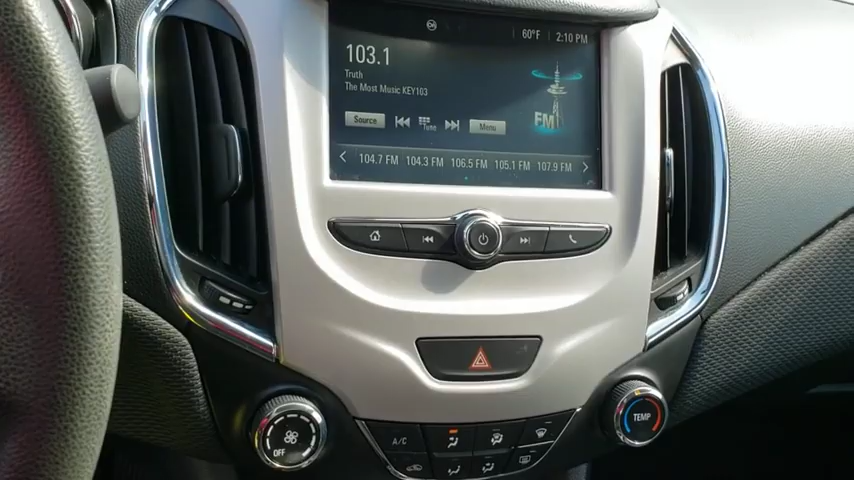 60°F 2:10 PM
103.1
Truth
The Most Music KEY103
FM
Source Tune Menu
104.7 FM 104.3 FM 106.5 FM 105.1 FM 107.9 FM
TEMP
A/C
OFF